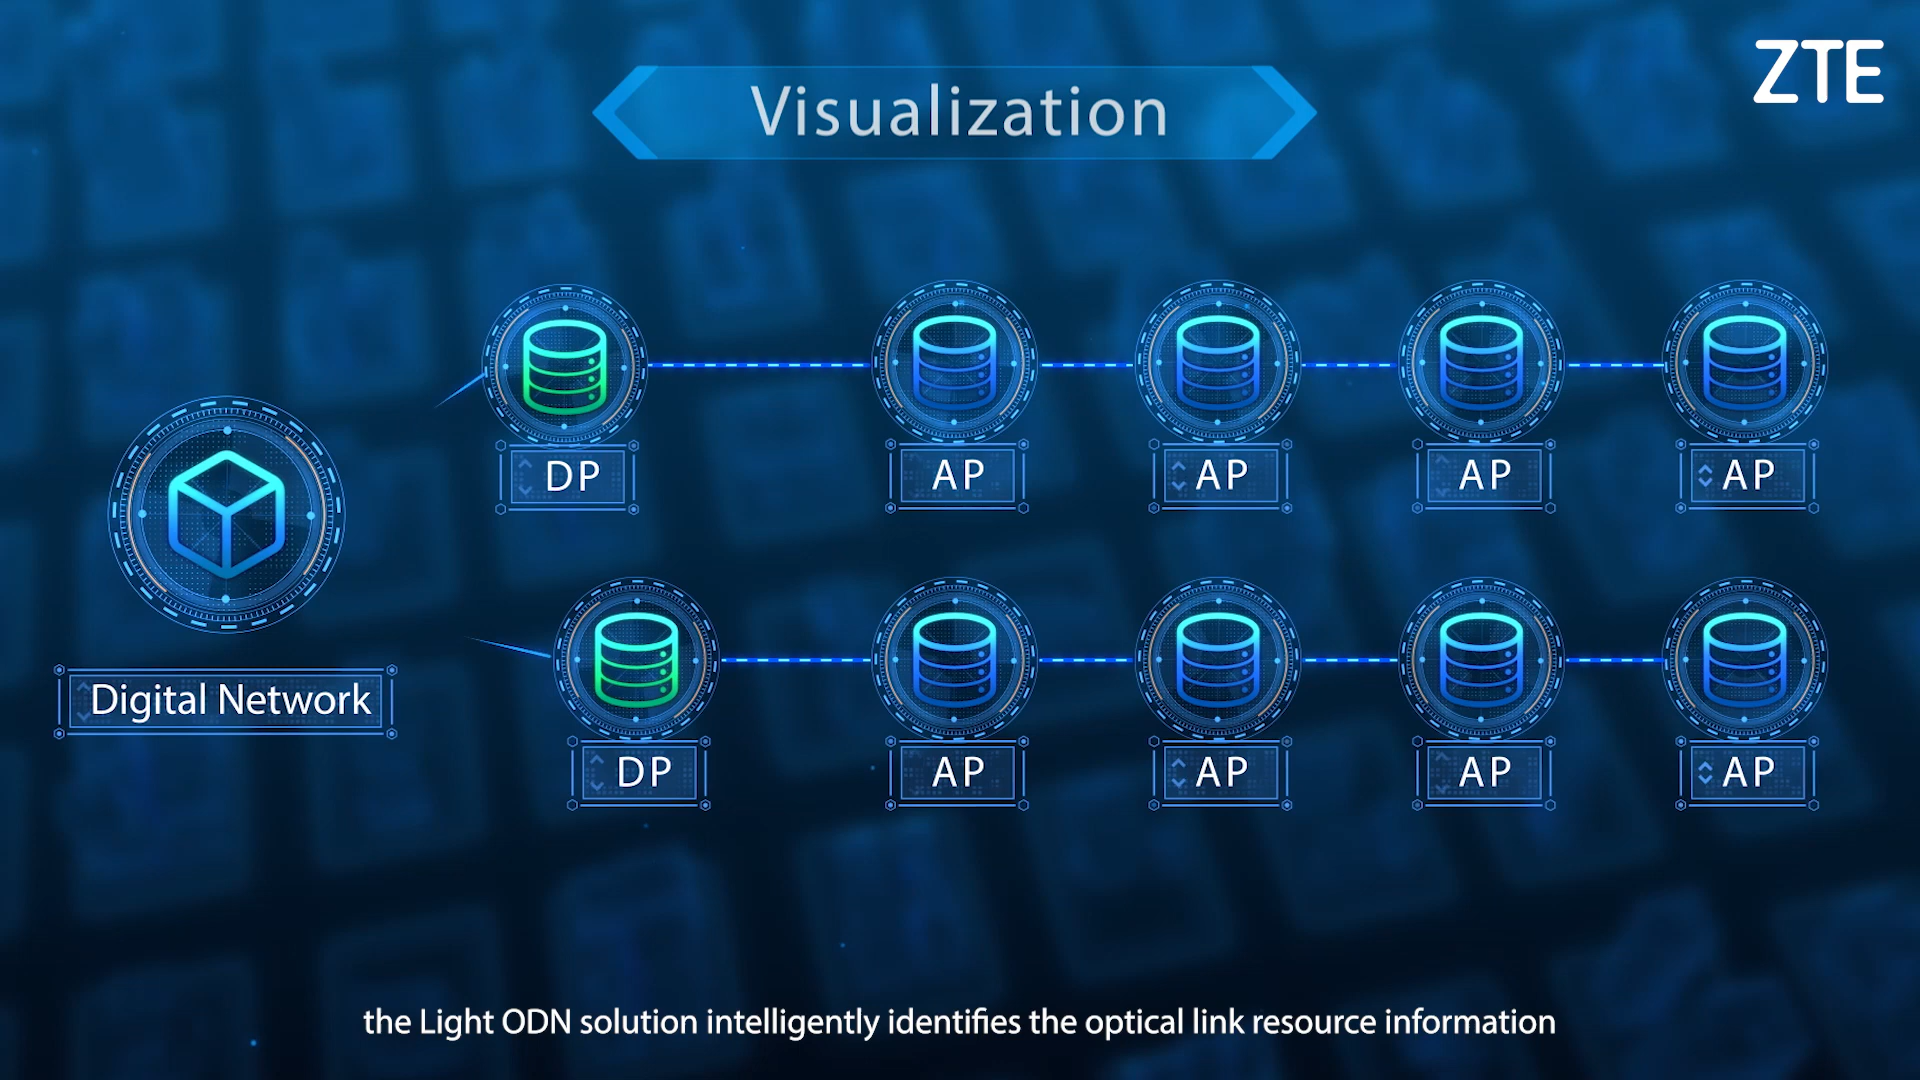 ZTE
Visualization
DP
AP
AP
AP
AP
Digital Network
DP
AP
AP
AP
AP
the Light ODN solution intelligently identifies the optical link resource information